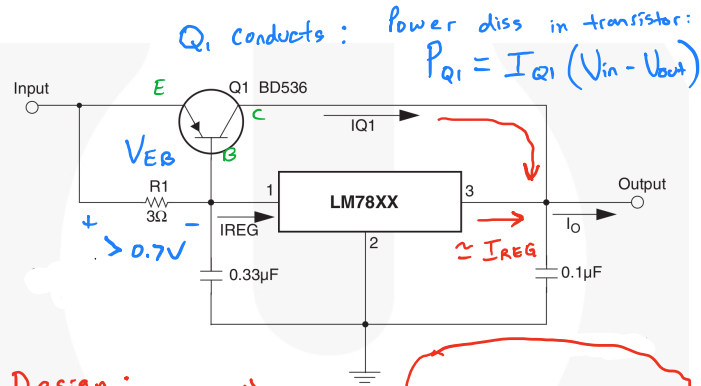 Q1 conducts :
Power diss in transistor:
PQ1 = IQ1 (Vin - Vout)
Input
E
Q1 BD536
C
IQ1
VEB
B
R1
3Ω
1
LM78XX
3
Output
+
-
IREG
≃ IREG
IO
> 0.7V
2
0.33μF
0.1μF
Design :